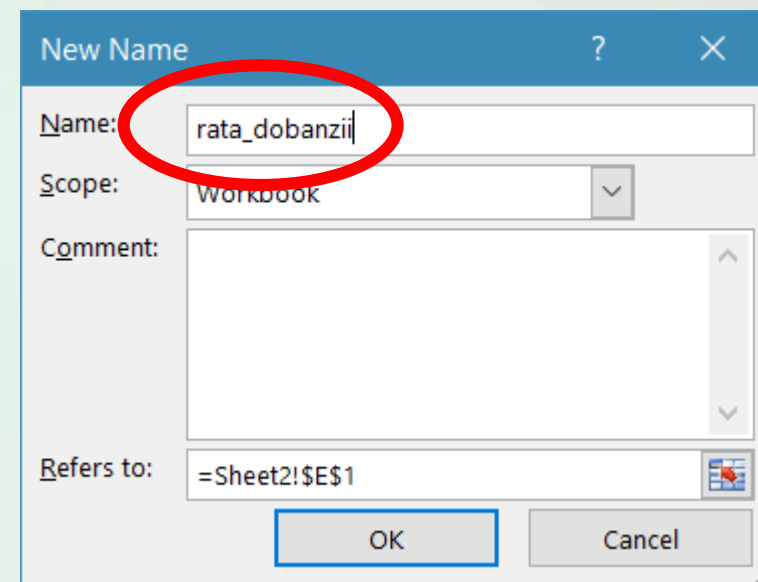 New Name ?
Name: rata_dobanzii
Scope: Workbook
Comment:
Refers to: =Sheet2!$E$1
OK Cancel